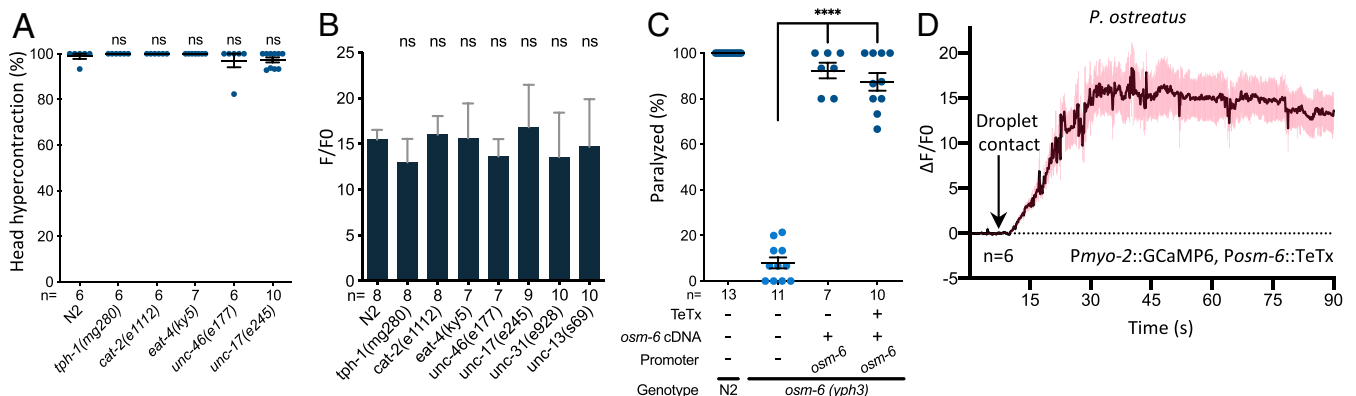 A
Head hypercontraction (%)
ns ns ns ns ns
100
80
60
40
20
0
n= 6 6 6 7 6 10
N2
tph-1(mg280)
cat-2(e1112)
eat-4(ky5)
unc-46(e177)
unc-17(e245)
B
F/F0
ns ns ns ns ns ns ns
25
20
15
10
5
0
n= 8 8 8 7 8 9 10 10
N2
tph-1(mg280)
cat-2(e1112)
eat-4(ky5)
unc-46(e177)
unc-17(e245)
unc-31(e928)
unc-13(s69)
C
****
Paralyzed (%)
100
80
60
40
20
0
n= 13 11 7 10
TeTx - - - +
osm-6 cDNA - - + +
Promoter - - osm-6 osm-6
Genotype N2 osm-6 (yph3)
D
P. ostreatus
ΔF/F0
20
15
10
5
0
-5
Droplet
contact
n=6
Pmyo-2::GCaMP6, Posm-6::TeTx
15 30 45 60 75 90
Time (s)